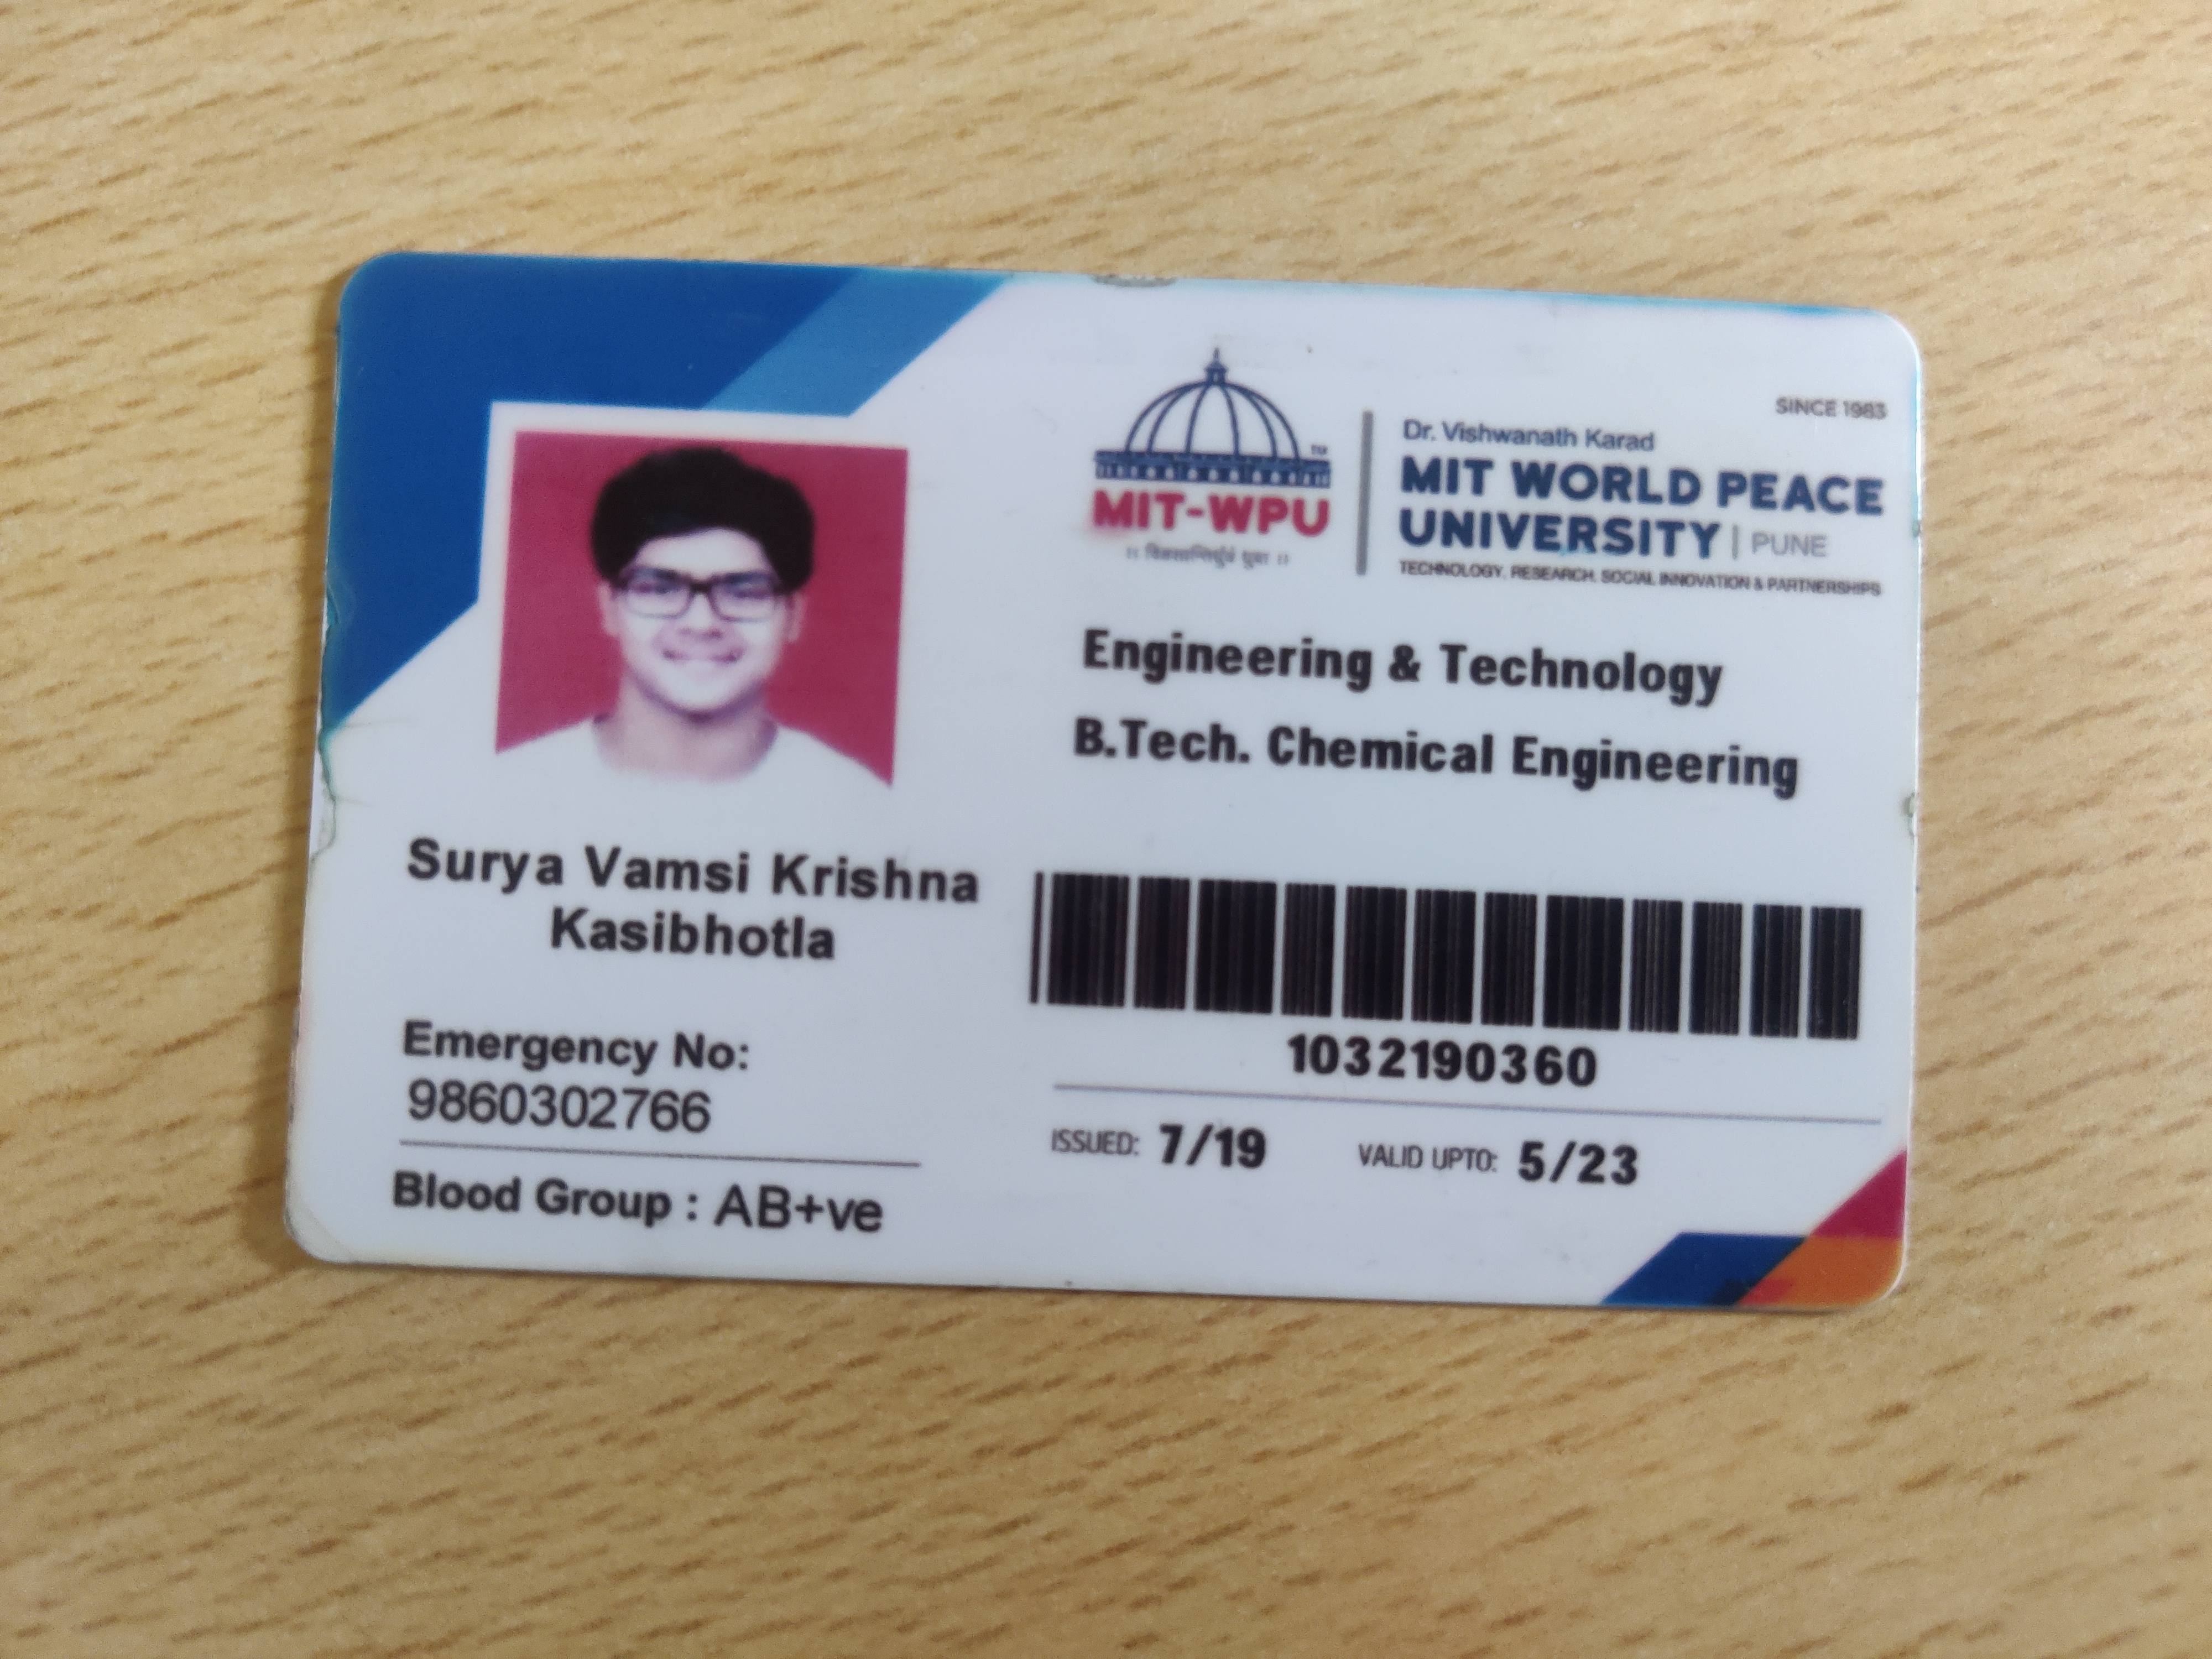 SINCE 1983
Dr. Vishwanath Karad
MIT WORLD PEACE
UNIVERSITY | PUNE
TECHNOLOGY, RESEARCH, SOCIAL INNOVATION & PARTNERSHIPS
TM
MIT-WPU
Engineering & Technology
B.Tech. Chemical Engineering
Surya Vamsi Krishna
Kasibhotla
Emergency No:
9860302766
Blood Group : AB+ve
1032190360
ISSUED: 7/19 VALID UPTO: 5/23